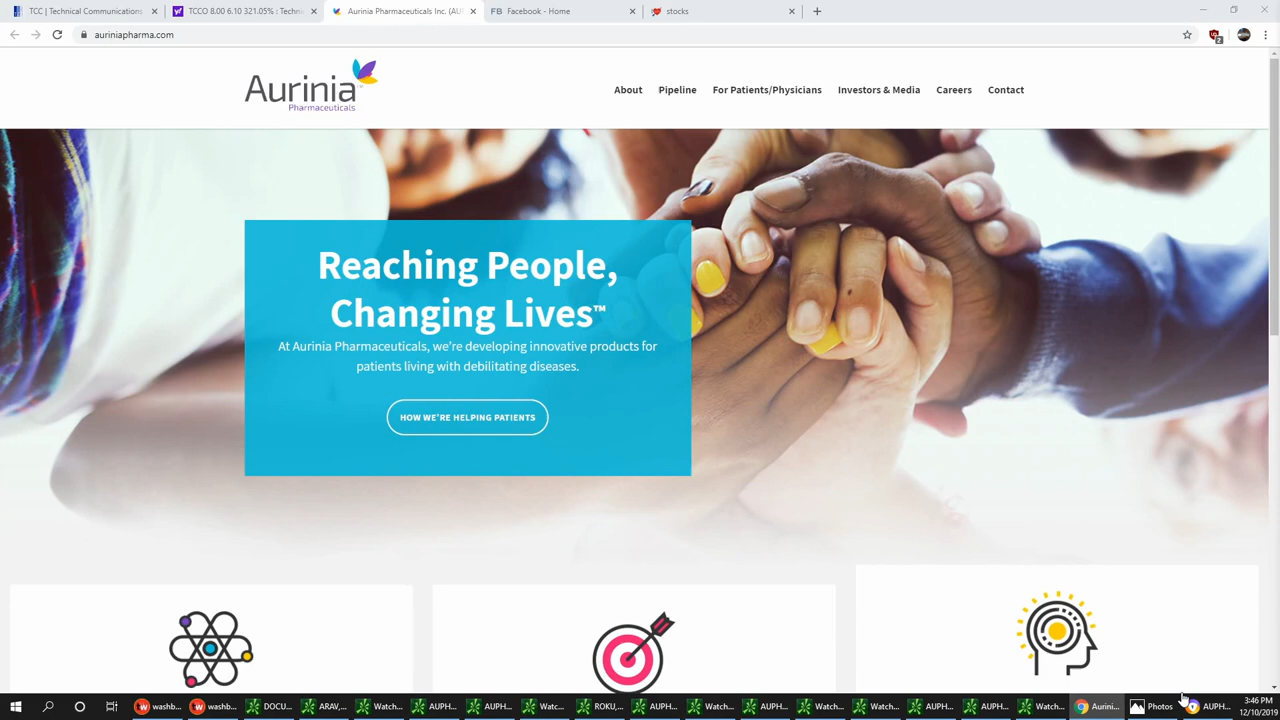 TCC | Technical Communications
TCCO 8.00 6.10 321.05% : Techni
Aurinia Pharmaceuticals Inc. (AU
Facebook - Home
stocks
auriniapharma.com
2
Aurinia
Pharmaceuticals
About
Pipeline
For Patients/Physicians
Investors & Media
Careers
Contact
Reaching People,
Changing Lives™
At Aurinia Pharmaceuticals, we're developing innovative products for
patients living with debilitating diseases.
HOW WE'RE HELPING PATIENTS
washb...
washb...
DOCU...
ARAV,...
Watch...
AUPH...
AUPH...
Watc...
ROKU,...
Watch...
AUPH...
Watch...
AUPH...
AUPH...
Watch...
Aurini...
Photos
AUPH...
3:46 PM
12/10/2019